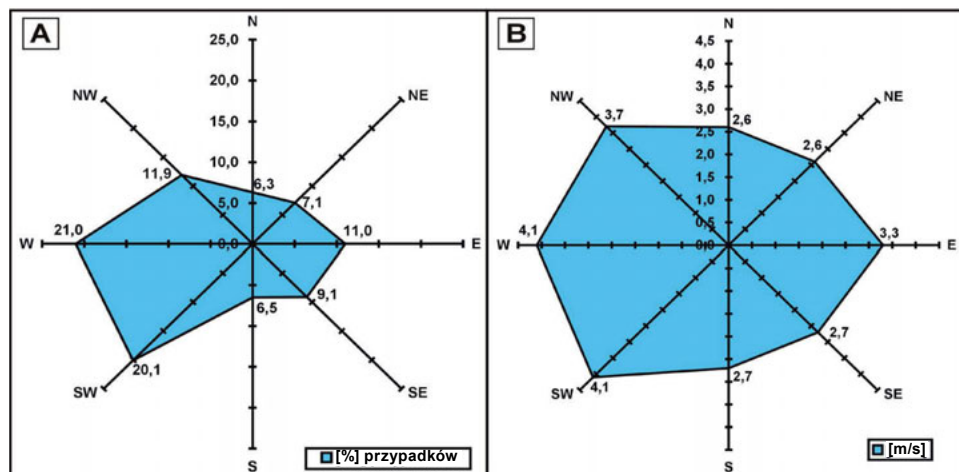 A
N
25,0
20,0
15,0
10,0
5,0
0,0
NW
NE
11,9
6,3
7,1
W
21,0
11,0
E
9,1
6,5
20,1
SW
SE
S
[%] przypadków
B
N
4,5
4,5
4,0
3,5
3,0
2,5
2,0
1,5
1,0
0,5
0,0
NW
NE
3,7
2,6
2,6
W
4,1
3,3
E
2,7
2,7
4,1
SW
SE
S
[m/s]